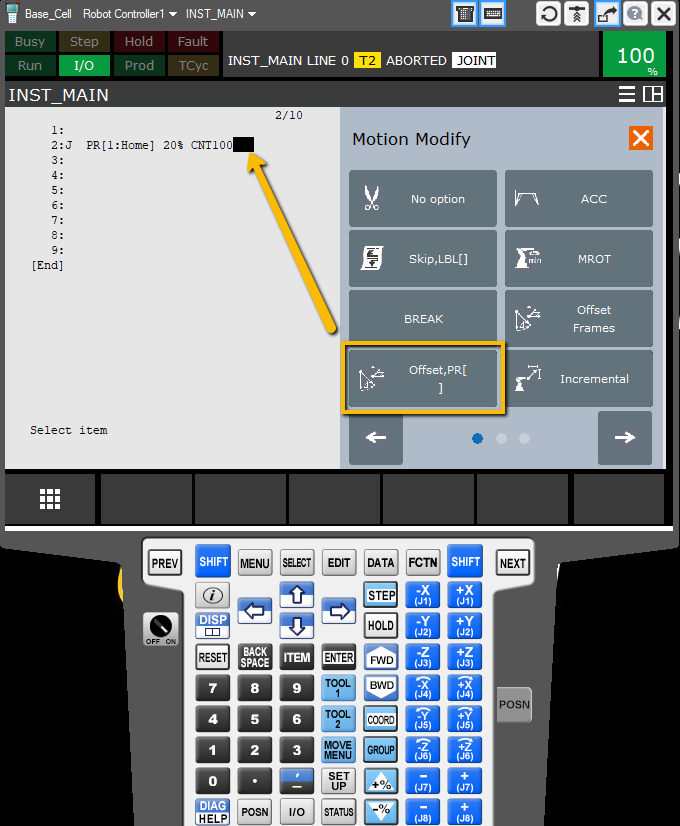 Base_Cell Robot Controller1 INST_MAIN
Busy Step Hold Fault
Run I/O Prod TCyc
INST_MAIN LINE 0 T2 ABORTED JOINT
100
%
INST_MAIN
2/10
1:
2:J PR[1:Home] 20% CNT100
3:
4:
5:
6:
7:
8:
9:
[End]
Select item
Motion Modify
No option
ACC
Skip,LBL[]
MROT
BREAK
Offset
Frames
Offset,PR[
]
Incremental
PREV SHIFT MENU SELECT EDIT DATA FCTN SHIFT NEXT
i STEP -X (J1) +X (J1)
OFF ON
DISP HOLD -Y (J2) +Y (J2)
RESET BACK SPACE ITEM ENTER FWD -Z (J3) +Z (J3)
7 8 9 TOOL 1 BWD -X (J4) +X (J4)
4 5 6 TOOL 2 COORD -Y (J5) +Y (J5)
POSN
1 2 3 MOVE MENU GROUP -Z (J6) +Z (J6)
0 . , — SET UP +% - (J7) + (J7)
DIAG HELP POSN I/O STATUS -% - (J8) + (J8)